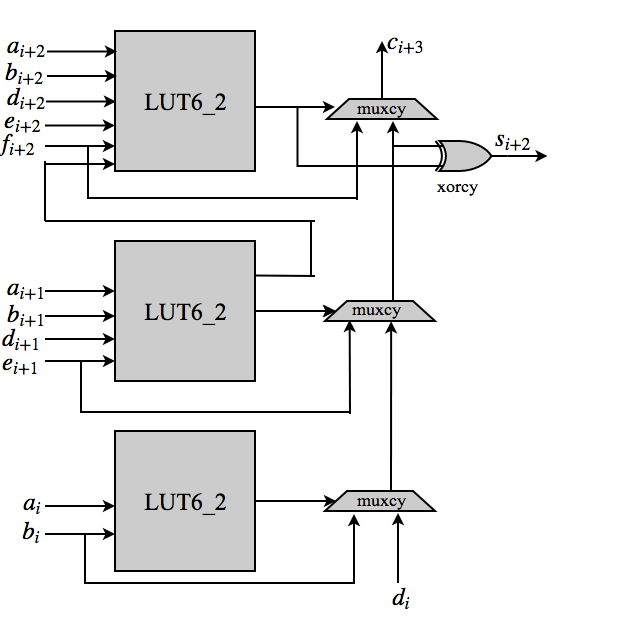 a_{i+2}
b_{i+2}
d_{i+2}
e_{i+2}
f_{i+2}
LUT6_2
c_{i+3}
muxcy
s_{i+2}
xorcy
a_{i+1}
b_{i+1}
d_{i+1}
e_{i+1}
LUT6_2
muxcy
a_i
b_i
LUT6_2
muxcy
d_i